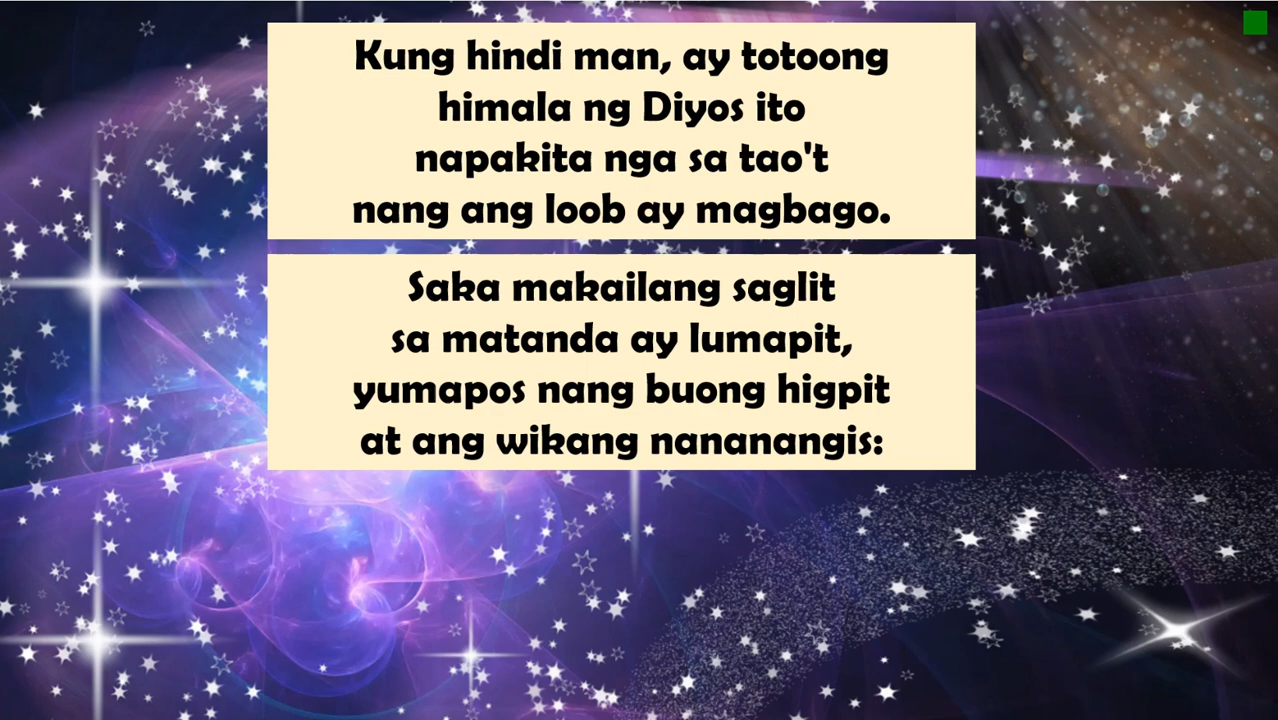 Kung hindi man, ay totoong
himala ng Diyos ito
napakita nga sa tao't
nang ang loob ay magbago.
Saka makailang saglit
sa matanda ay lumapit,
yumapos nang buong higpit
at ang wikang nananangis: